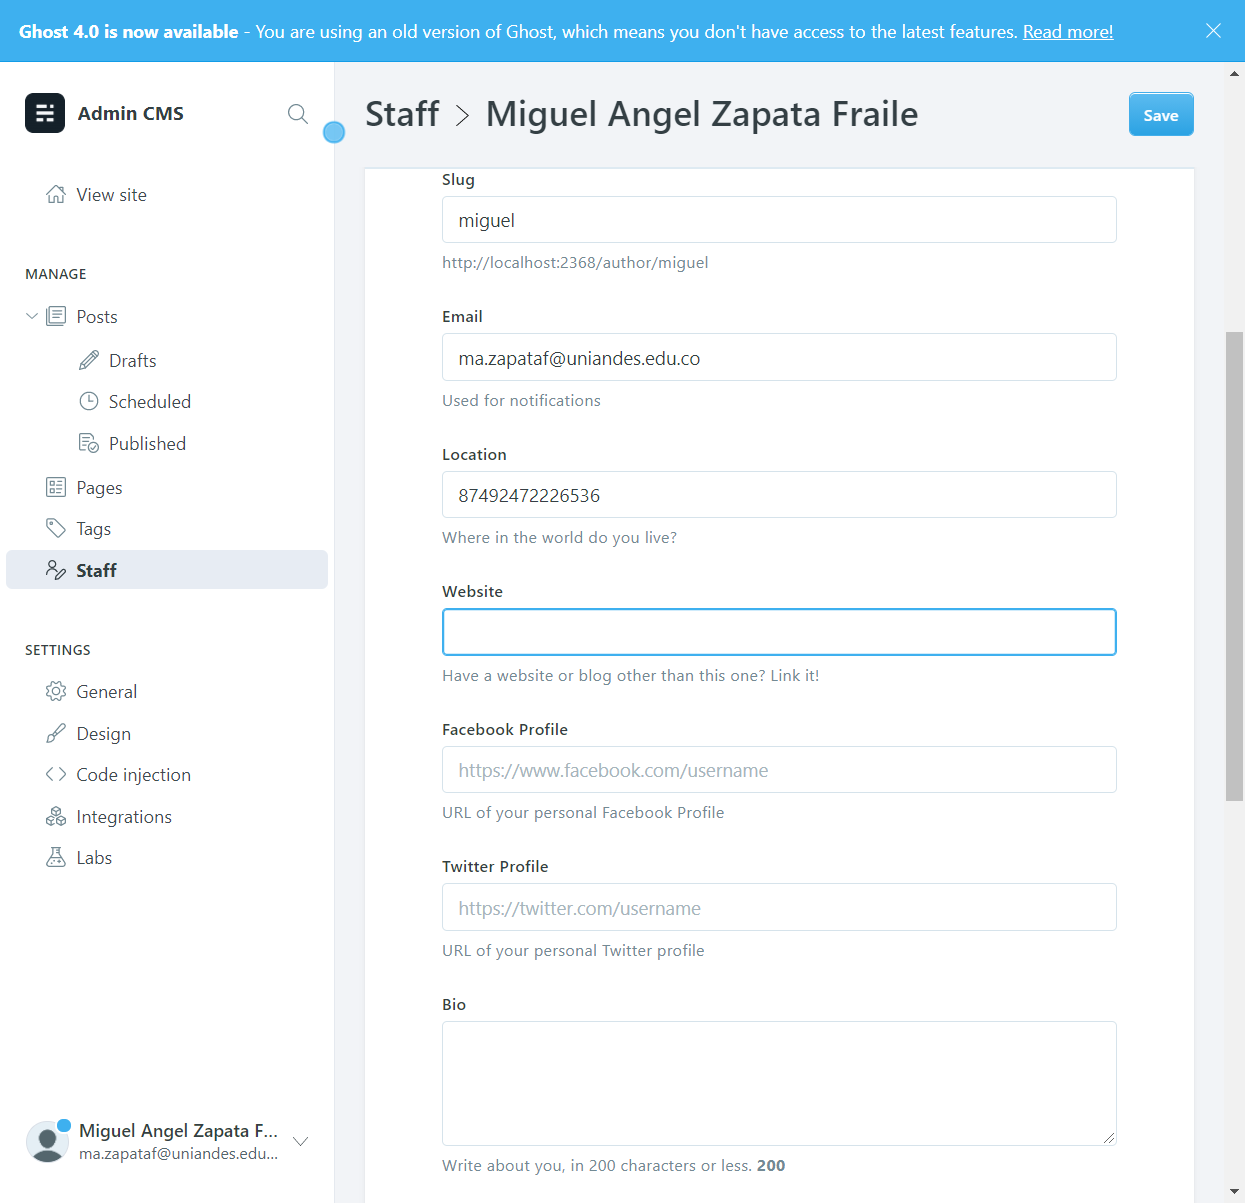 Ghost 4.0 is now available - You are using an old version of Ghost, which means you don't have access to the latest features. Read more!
Admin CMS
View site
MANAGE
Posts
Drafts
Scheduled
Published
Pages
Tags
Staff
SETTINGS
General
Design
Code injection
Integrations
Labs
Miguel Angel Zapata F...
ma.zapataf@uniandes.edu...
Staff > Miguel Angel Zapata Fraile
Save
Slug
miguel
http://localhost:2368/author/miguel
Email
ma.zapataf@uniandes.edu.co
Used for notifications
Location
87492472226536
Where in the world do you live?
Website
Have a website or blog other than this one? Link it!
Facebook Profile
https://www.facebook.com/username
URL of your personal Facebook Profile
Twitter Profile
https://twitter.com/username
URL of your personal Twitter profile
Bio
Write about you, in 200 characters or less. 200